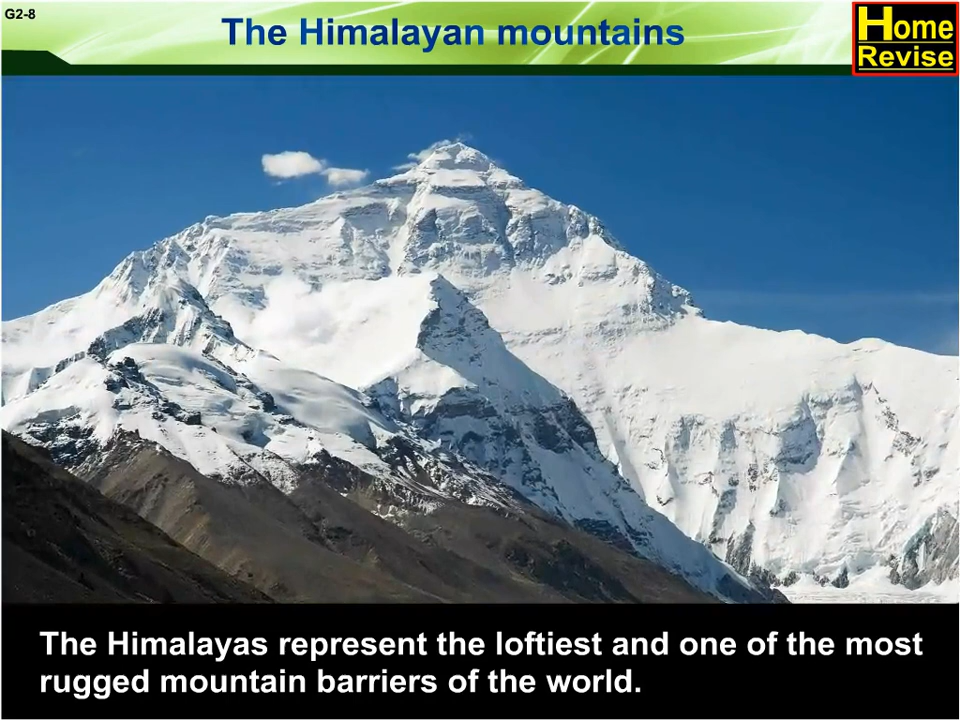 G2-8
The Himalayan mountains
Home
Revise
The Himalayas represent the loftiest and one of the most
rugged mountain barriers of the world.